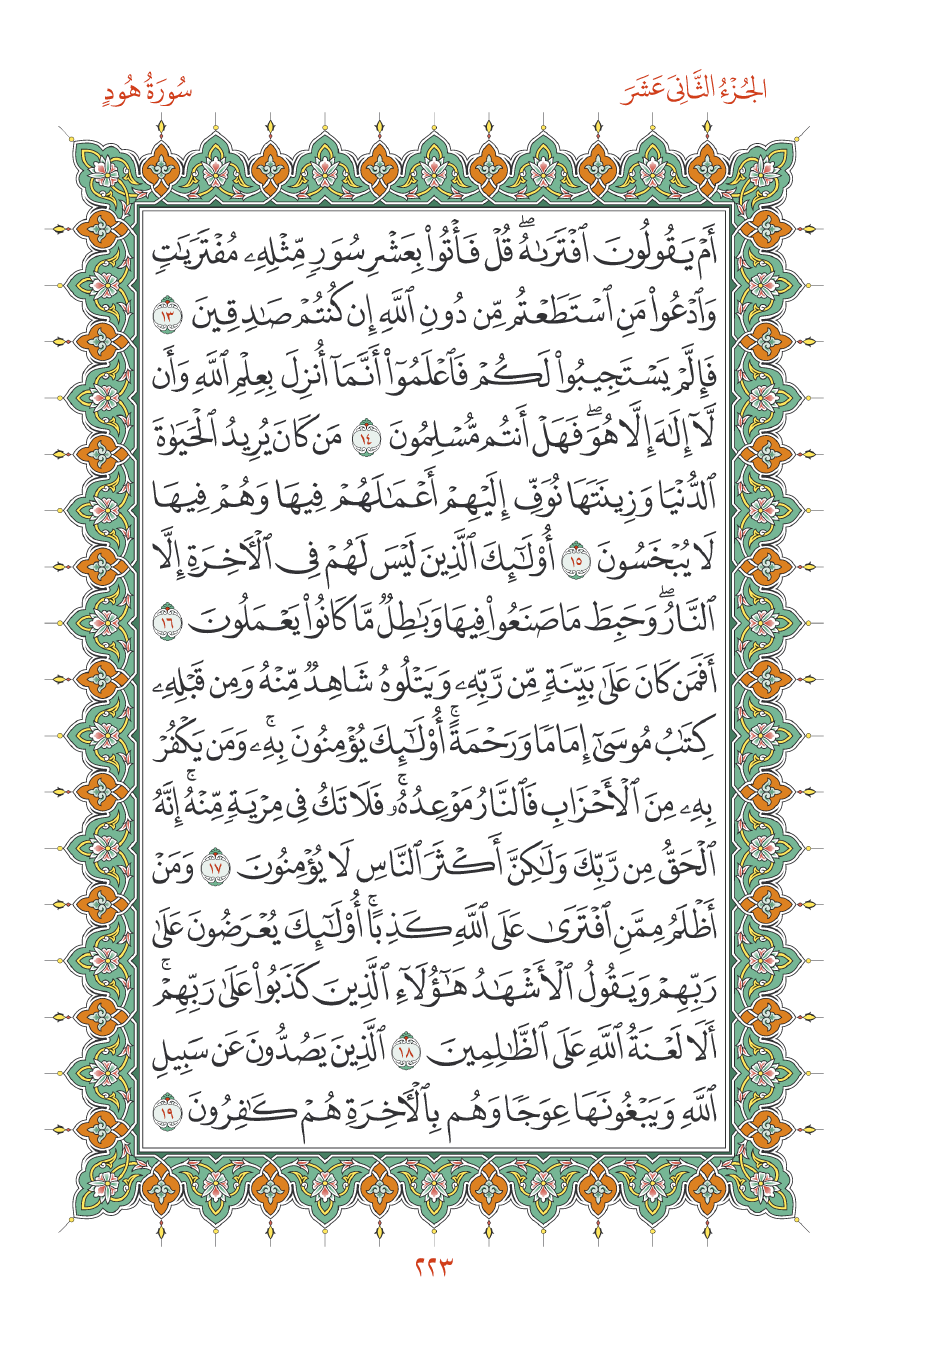 الجُزْءُ الثَّانِىَ عَشَرَ
سُورَةُ هُودٍ
أَمْ يَقُولُونَ ٱفْتَرَىٰهُۖ قُلْ فَأْتُوا۟ بِعَشْرِ سُوَرٍ مِّثْلِهِۦ مُفْتَرَيَٰتٍ
وَٱدْعُوا۟ مَنِ ٱسْتَطَعْتُم مِّن دُونِ ٱللَّهِ إِن كُنتُمْ صَٰدِقِينَ ١٣
فَإِلَّمْ يَسْتَجِيبُوا۟ لَكُمْ فَٱعْلَمُوٓا۟ أَنَّمَآ أُنزِلَ بِعِلْمِ ٱللَّهِ وَأَن
لَّآ إِلَٰهَ إِلَّا هُوَۖ فَهَلْ أَنتُم مُّسْلِمُونَ ١٤ مَن كَانَ يُرِيدُ ٱلْحَيَوٰةَ
ٱلدُّنْيَا وَزِينَتَهَا نُوَفِّ إِلَيْهِمْ أَعْمَٰلَهُمْ فِيهَا وَهُمْ فِيهَا
لَا يُبْخَسُونَ ١٥ أُو۟لَٰٓئِكَ ٱلَّذِينَ لَيْسَ لَهُمْ فِى ٱلْءَاخِرَةِ إِلَّا
ٱلنَّارُۖ وَحَبِطَ مَا صَنَعُوا۟ فِيهَا وَبَٰطِلٌ مَّا كَانُوا۟ يَعْمَلُونَ ١٦
أَفَمَن كَانَ عَلَىٰ بَيِّنَةٍ مِّن رَّبِّهِۦ وَيَتْلُوهُ شَاهِدٌ مِّنْهُ وَمِن قَبْلِهِۦ
كِتَٰبُ مُوسَىٰٓ إِمَامًا وَرَحْمَةًۚ أُو۟لَٰٓئِكَ يُؤْمِنُونَ بِهِۦۚ وَمَن يَكْفُرْ
بِهِۦ مِنَ ٱلْأَحْزَابِ فَٱلنَّارُ مَوْعِدُهُۥۚ فَلَا تَكُ فِى مِرْيَةٍ مِّنْهُۚ إِنَّهُ
ٱلْحَقُّ مِن رَّبِّكَ وَلَٰكِنَّ أَكْثَرَ ٱلنَّاسِ لَا يُؤْمِنُونَ ١٧ وَمَنْ
أَظْلَمُ مِمَّنِ ٱفْتَرَىٰ عَلَى ٱللَّهِ كَذِبًاۚ أُو۟لَٰٓئِكَ يُعْرَضُونَ عَلَىٰ
رَبِّهِمْ وَيَقُولُ ٱلْأَشْهَٰدُ هَٰٓؤُلَآءِ ٱلَّذِينَ كَذَبُوا۟ عَلَىٰ رَبِّهِمْۚ
أَلَا لَعْنَةُ ٱللَّهِ عَلَى ٱلظَّٰلِمِينَ ١٨ ٱلَّذِينَ يَصُدُّونَ عَن سَبِيلِ
ٱللَّهِ وَيَبْغُونَهَا عِوَجًا وَهُم بِٱلْءَاخِرَةِ هُمْ كَٰفِرُونَ ١٩
٢٢٣